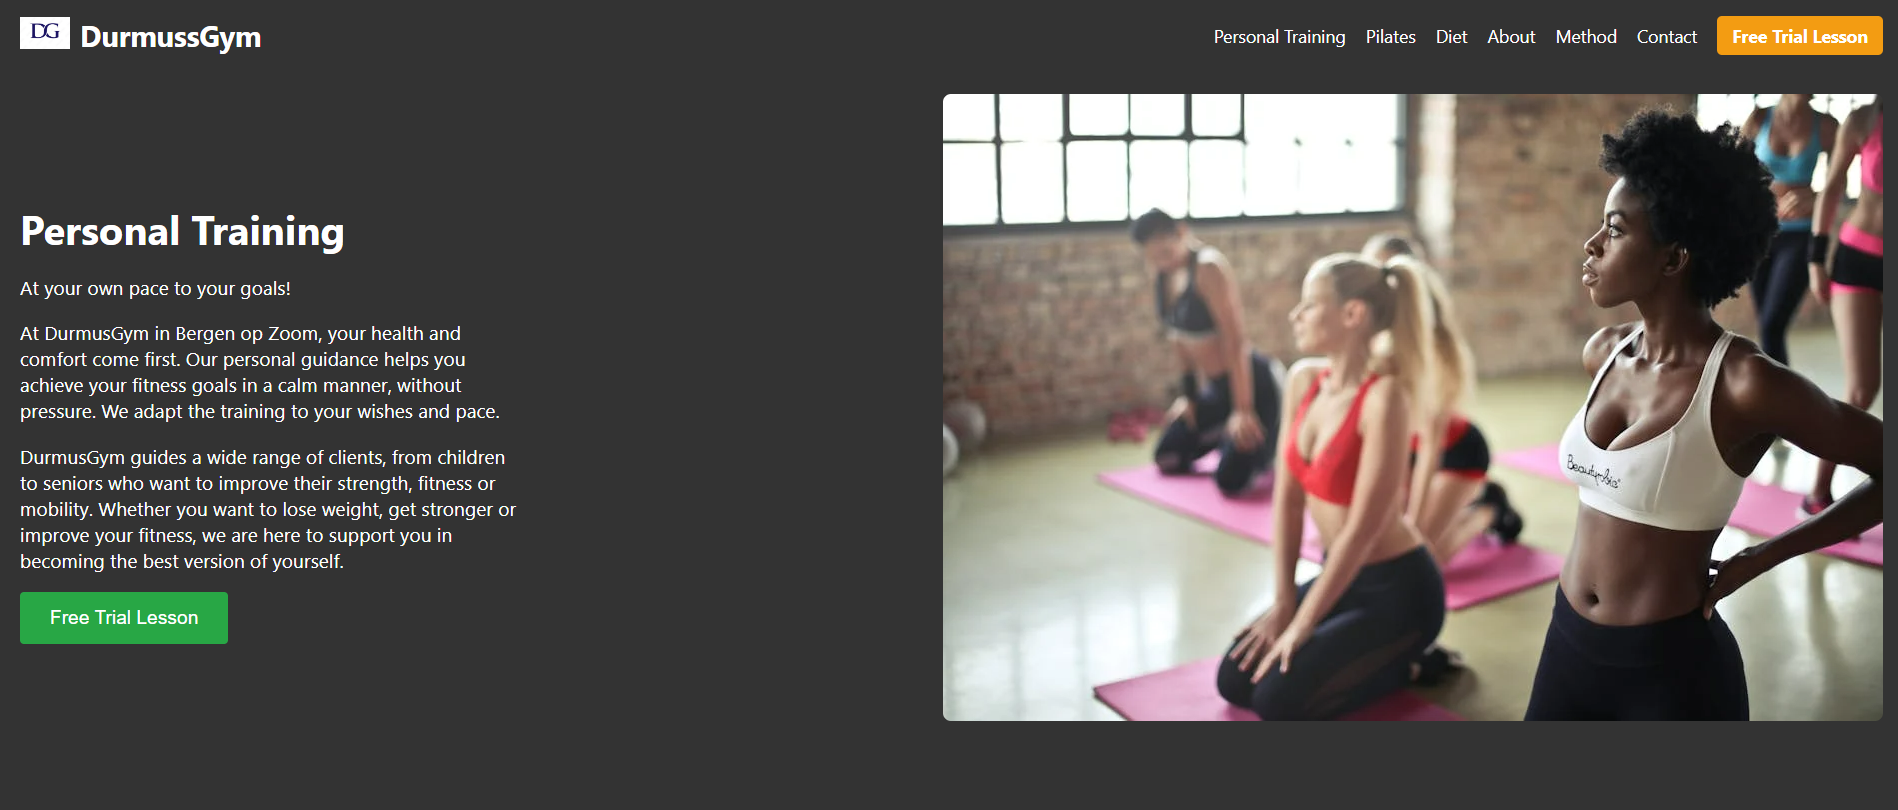 DG DurmussGym
Personal Training Pilates Diet About Method Contact Free Trial Lesson
Personal Training
At your own pace to your goals!
At DurmusGym in Bergen op Zoom, your health and
comfort come first. Our personal guidance helps you
achieve your fitness goals in a calm manner, without
pressure. We adapt the training to your wishes and pace.
DurmusGym guides a wide range of clients, from children
to seniors who want to improve their strength, fitness or
mobility. Whether you want to lose weight, get stronger or
improve your fitness, we are here to support you in
becoming the best version of yourself.
Free Trial Lesson